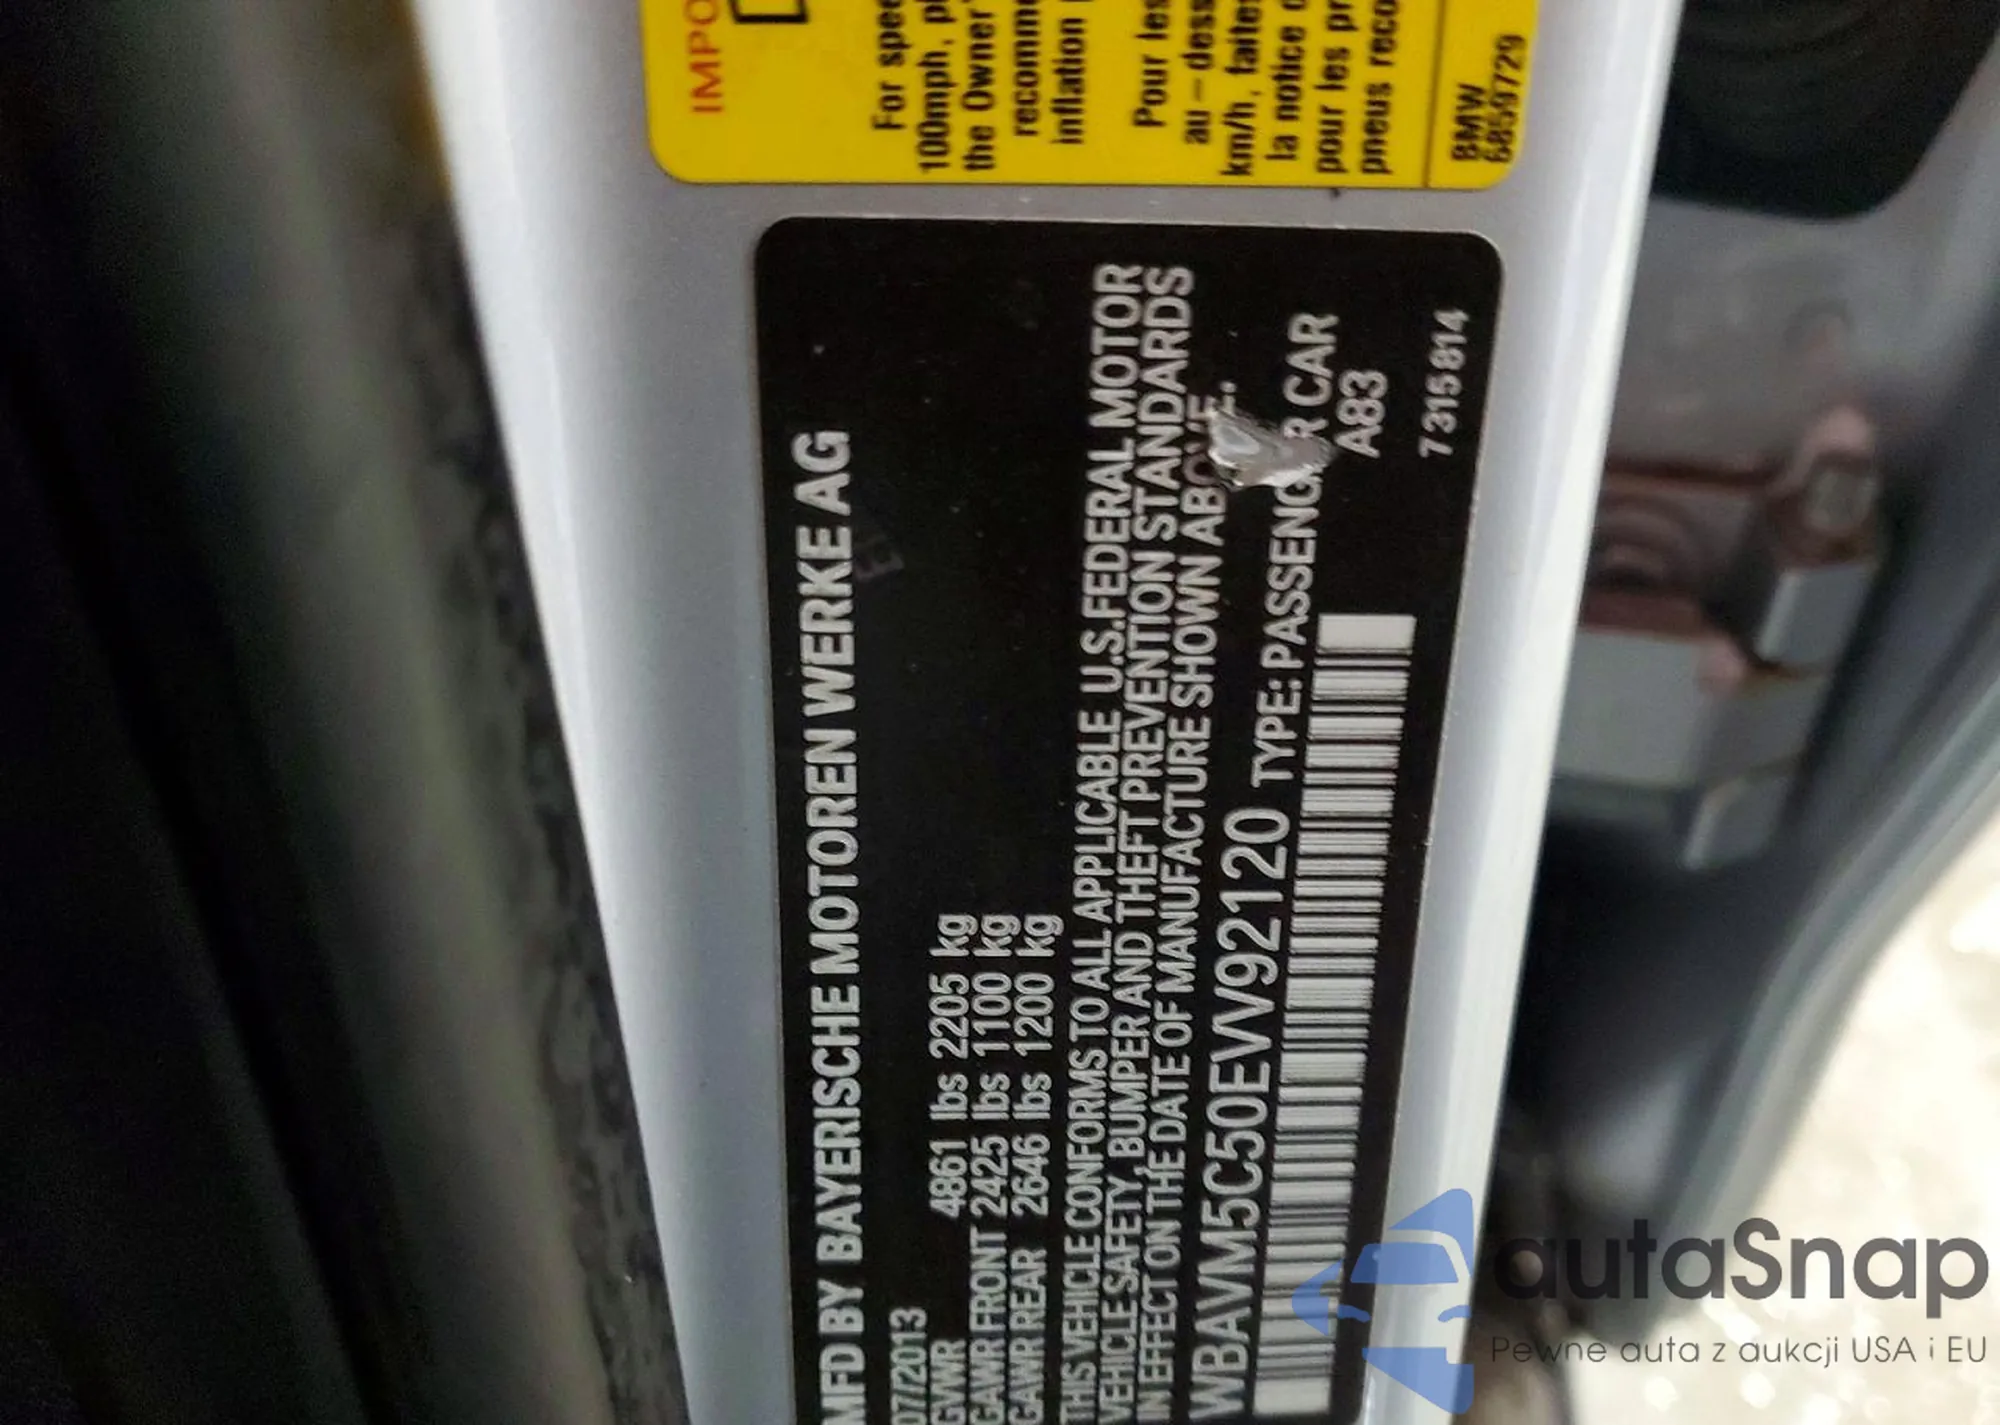 IMPO
For spee
100mph, pl
the Owner'
recomme
inflation
Pour les
au – dess
km/h, faites
la notice
pour les pr
pneus reco
BMW
6859729
MFD BY BAYERISCHE MOTOREN WERKE AG
07/2013
GVWR 4861 lbs 2205 kg
GAWR FRONT 2425 lbs 1100 kg
GAWR REAR 2646 lbs 1200 kg
THIS VEHICLE CONFORMS TO ALL APPLICABLE U.S.FEDERAL MOTOR
VEHICLE SAFETY, BUMPER AND THEFT PREVENTION STANDARDS
IN EFFECT ON THE DATE OF MANUFACTURE SHOWN ABOVE.
WBAVM5C50EVV92120 TYPE: PASSENGER CAR
A83
7315814
autaSnap
Pewne auta z aukcji USA i EU